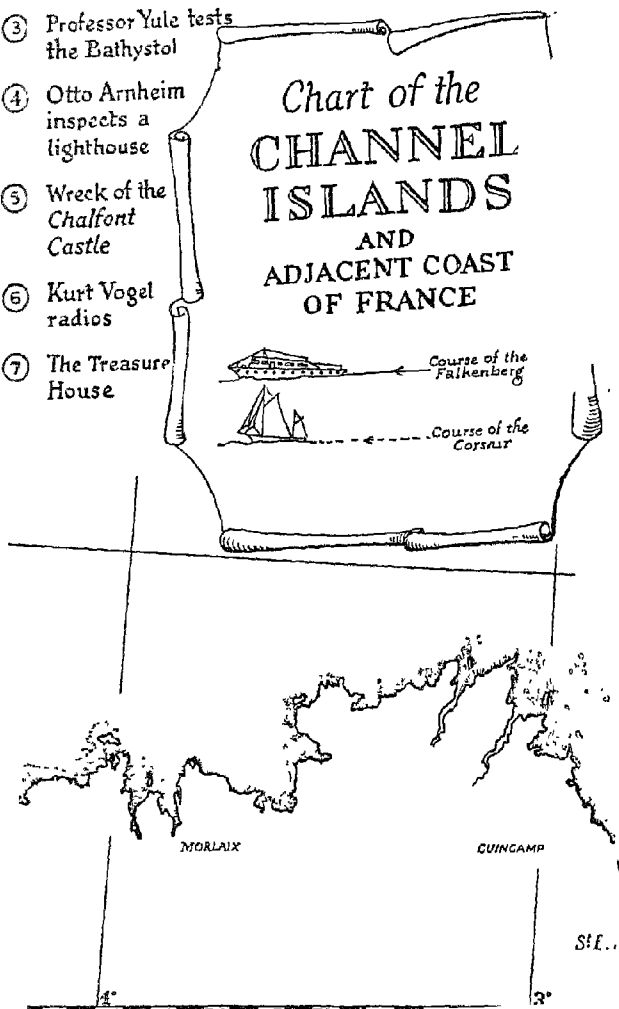 3 Professor Yule tests
the Bathystol
4 Otto Arnheim
inspects a
lighthouse
5 Wreck of the
Chalfont
Castle
6 Kurt Vogel
radios
7 The Treasure
House
Chart of the
CHANNEL
ISLANDS
AND
ADJACENT COAST
OF FRANCE
Course of the
Falkenberg
Course of the
Corsair
MORLAIX
GUINGAMP
4°
3°